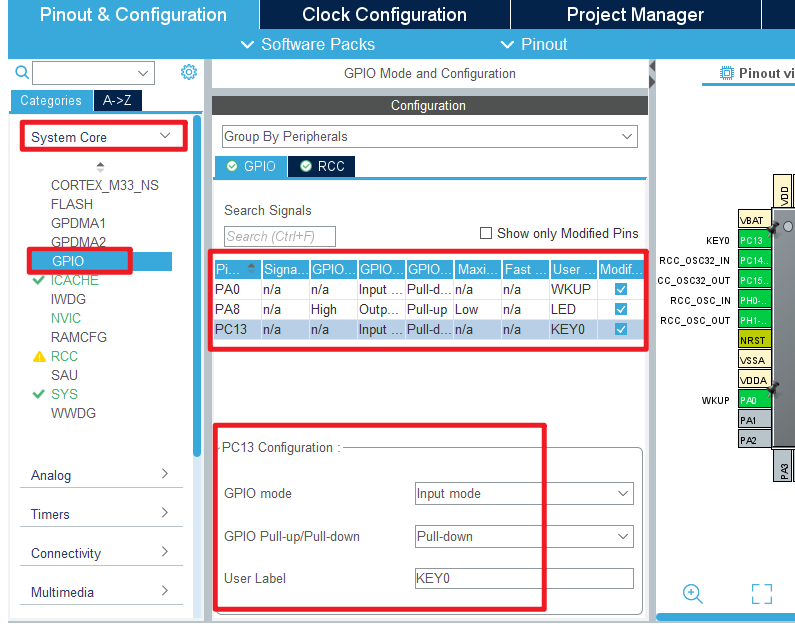 Pinout & Configuration
Clock Configuration
Project Manager
Software Packs
Pinout
Categories
A->Z
System Core
CORTEX_M33_NS
FLASH
GPDMA1
GPDMA2
GPIO
ICACHE
IWDG
NVIC
RAMCFG
RCC
SAU
SYS
WWDG
Analog
Timers
Connectivity
Multimedia
GPIO Mode and Configuration
Configuration
Group By Peripherals
GPIO
RCC
Search Signals
Search (Ctrl+F)
Show only Modified Pins
Pi... Signa... GPIO... GPIO... GPIO... Maxi... Fast ... User ... Modif...
PA0 n/a n/a Input ... Pull-d... n/a n/a WKUP
PA8 n/a High Outp... Pull-up Low n/a LED
PC13 n/a n/a Input ... Pull-d... n/a n/a KEY0
PC13 Configuration :
GPIO mode Input mode
GPIO Pull-up/Pull-down Pull-down
User Label KEY0
Pinout vi
VDD
VBAT
KEY0 PC13
RCC_OSC32_IN PC14..
CC_OSC32_OUT PC15..
RCC_OSC_IN PH0-..
RCC_OSC_OUT PH1-..
NRST
VSSA
VDDA
WKUP PA0
PA1
PA2
PA3